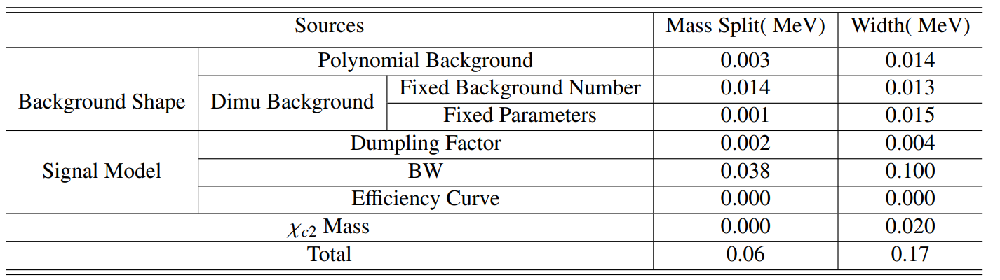 Sources Mass Split( MeV) Width( MeV)
Polynomial Background 0.003 0.014
Background Shape Dimu Background Fixed Background Number 0.014 0.013
Fixed Parameters 0.001 0.015
Dumpling Factor 0.002 0.004
Signal Model BW 0.038 0.100
Efficiency Curve 0.000 0.000
χc2 Mass 0.000 0.020
Total 0.06 0.17